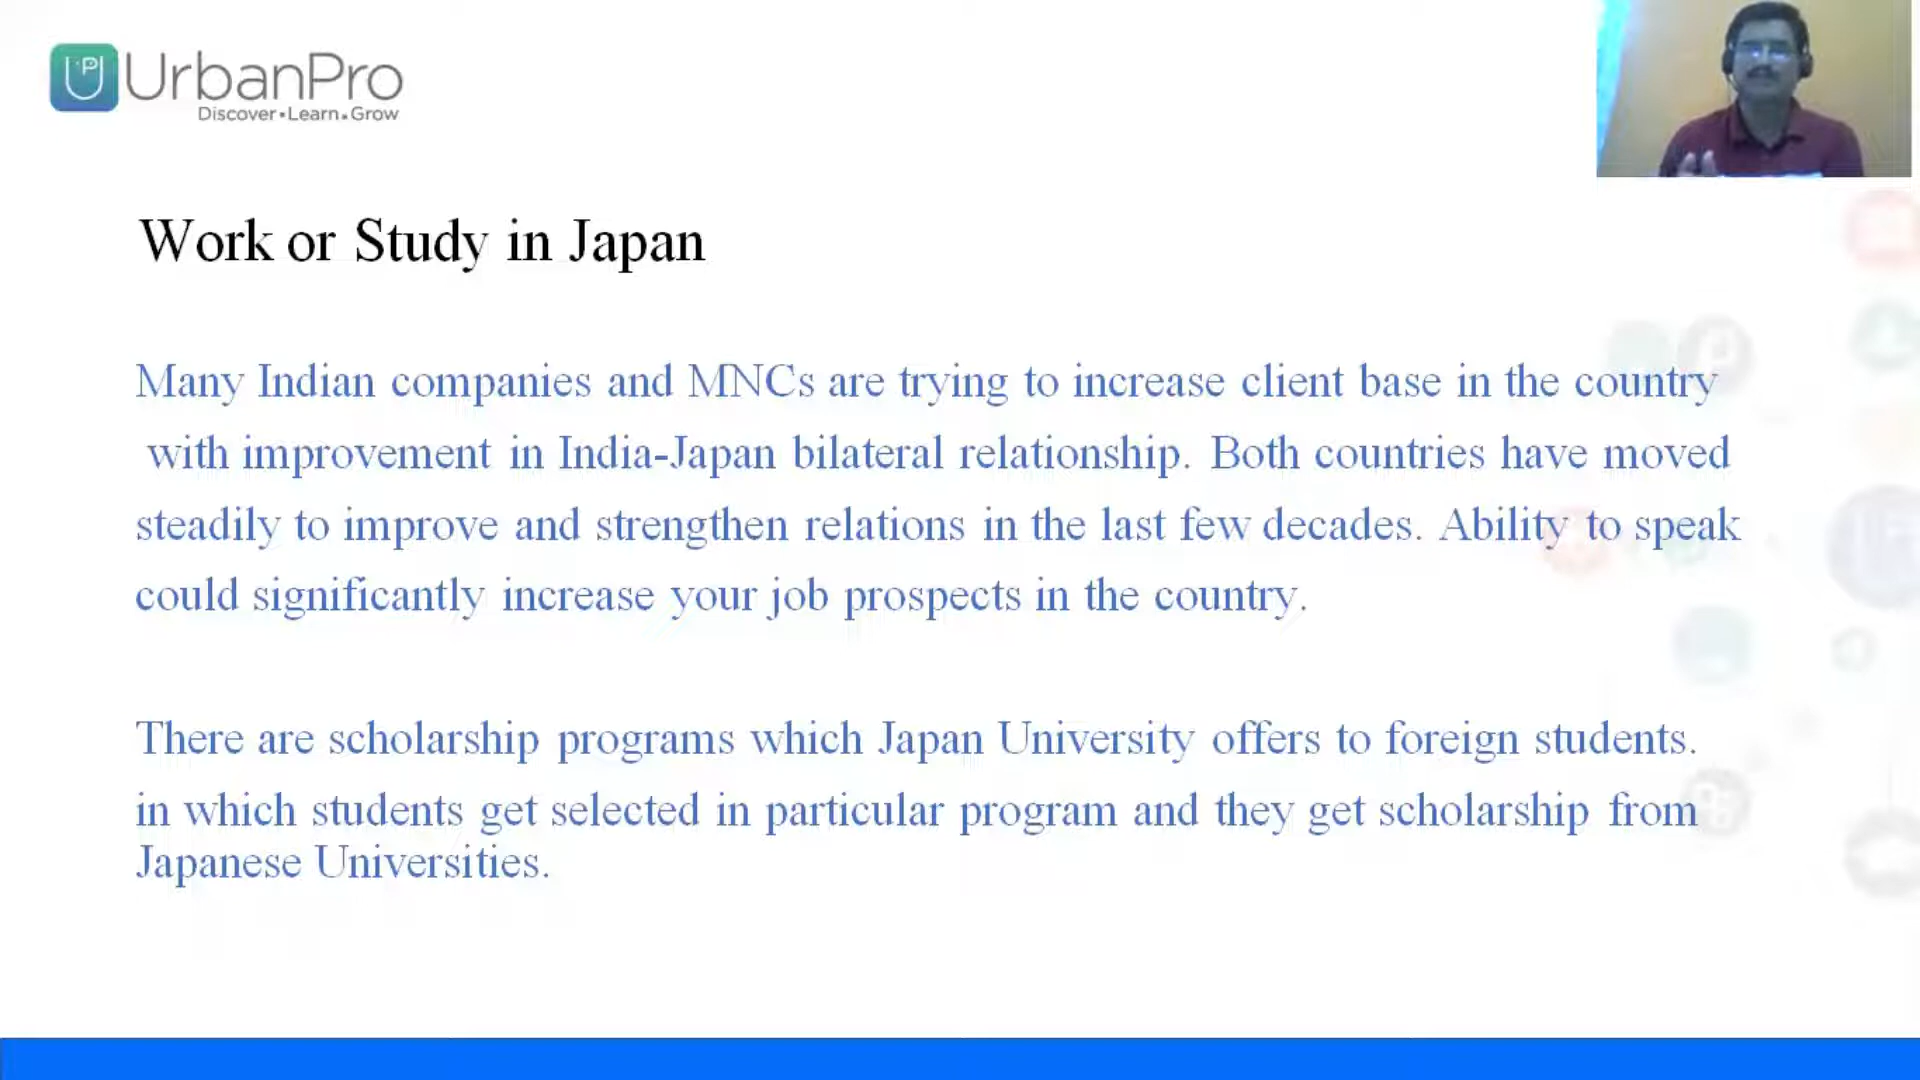 UrbanPro
Discover • Learn • Grow
Work or Study in Japan
Many Indian companies and MNCs are trying to increase client base in the country
with improvement in India-Japan bilateral relationship. Both countries have moved
steadily to improve and strengthen relations in the last few decades. Ability to speak
could significantly increase your job prospects in the country.
There are scholarship programs which Japan University offers to foreign students.
in which students get selected in particular program and they get scholarship from
Japanese Universities.